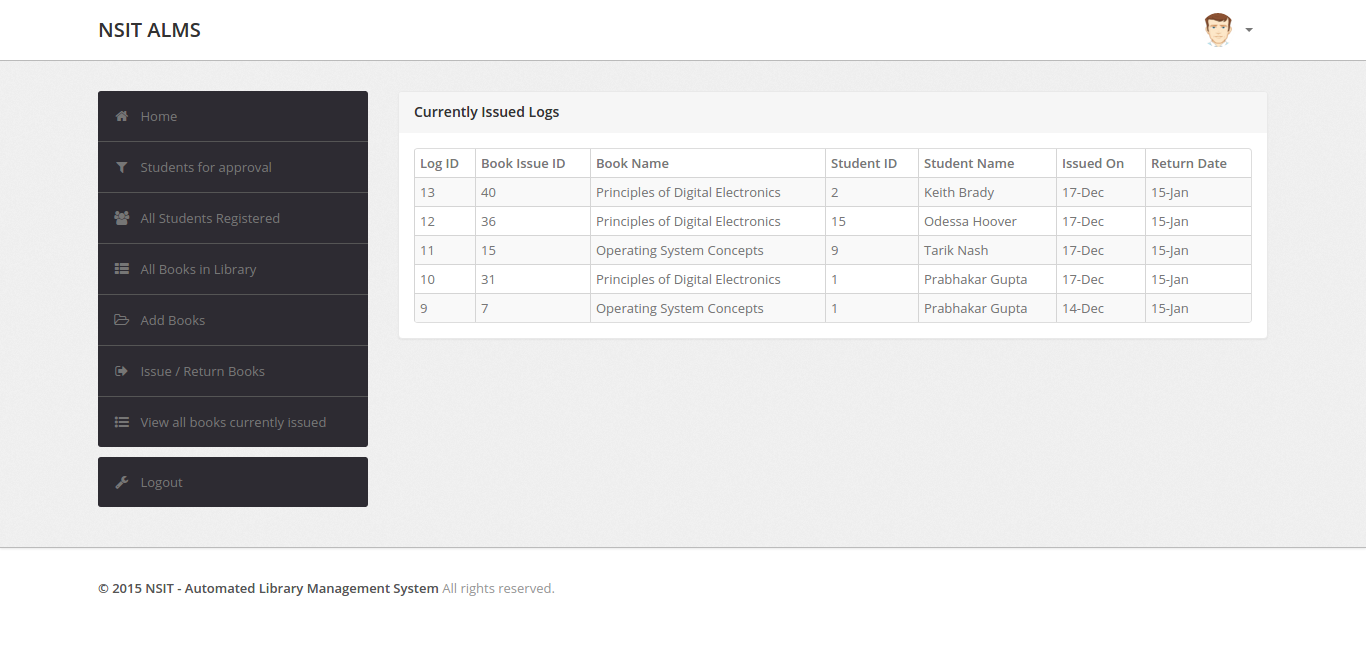 NSIT ALMS
Home
Students for approval
All Students Registered
All Books in Library
Add Books
Issue / Return Books
View all books currently issued
Logout
Currently Issued Logs
Log ID Book Issue ID Book Name Student ID Student Name Issued On Return Date
13 40 Principles of Digital Electronics 2 Keith Brady 17-Dec 15-Jan
12 36 Principles of Digital Electronics 15 Odessa Hoover 17-Dec 15-Jan
11 15 Operating System Concepts 9 Tarik Nash 17-Dec 15-Jan
10 31 Principles of Digital Electronics 1 Prabhakar Gupta 17-Dec 15-Jan
9 7 Operating System Concepts 1 Prabhakar Gupta 14-Dec 15-Jan
© 2015 NSIT - Automated Library Management System All rights reserved.